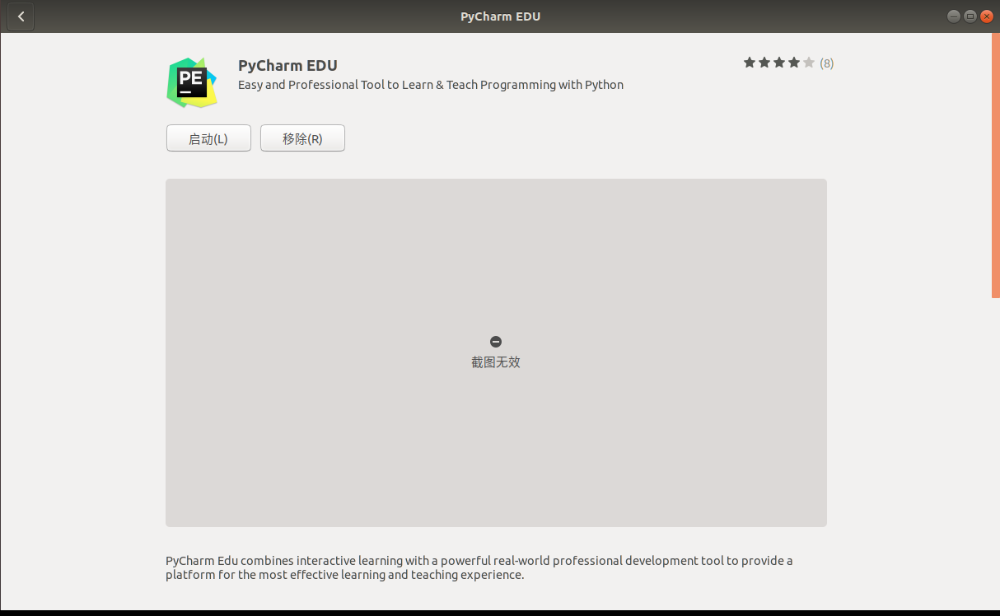 PyCharm EDU
PyCharm EDU
(8)
Easy and Professional Tool to Learn & Teach Programming with Python
PE
启动(L)
移除(R)
截图无效
PyCharm Edu combines interactive learning with a powerful real-world professional development tool to provide a
platform for the most effective learning and teaching experience.